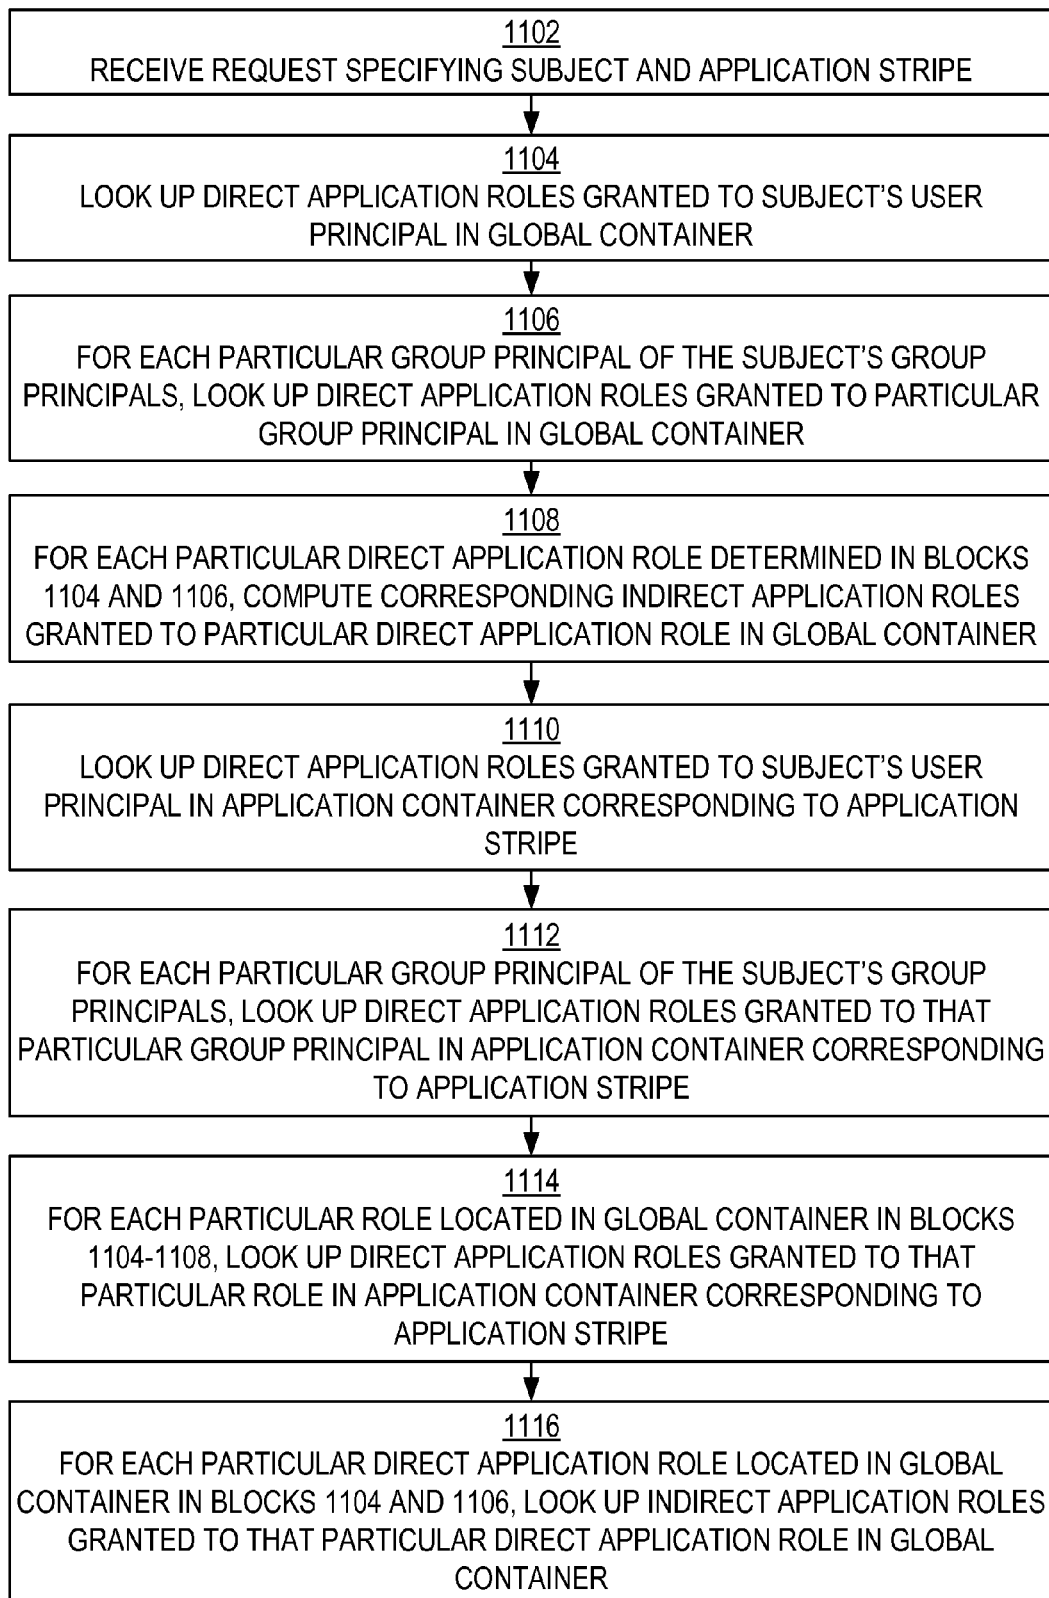 1102
RECEIVE REQUEST SPECIFYING SUBJECT AND APPLICATION STRIPE
1104
LOOK UP DIRECT APPLICATION ROLES GRANTED TO SUBJECT'S USER
PRINCIPAL IN GLOBAL CONTAINER
1106
FOR EACH PARTICULAR GROUP PRINCIPAL OF THE SUBJECT'S GROUP
PRINCIPALS, LOOK UP DIRECT APPLICATION ROLES GRANTED TO PARTICULAR
GROUP PRINCIPAL IN GLOBAL CONTAINER
1108
FOR EACH PARTICULAR DIRECT APPLICATION ROLE DETERMINED IN BLOCKS
1104 AND 1106, COMPUTE CORRESPONDING INDIRECT APPLICATION ROLES
GRANTED TO PARTICULAR DIRECT APPLICATION ROLE IN GLOBAL CONTAINER
1110
LOOK UP DIRECT APPLICATION ROLES GRANTED TO SUBJECT'S USER
PRINCIPAL IN APPLICATION CONTAINER CORRESPONDING TO APPLICATION
STRIPE
1112
FOR EACH PARTICULAR GROUP PRINCIPAL OF THE SUBJECT'S GROUP
PRINCIPALS, LOOK UP DIRECT APPLICATION ROLES GRANTED TO THAT
PARTICULAR GROUP PRINCIPAL IN APPLICATION CONTAINER CORRESPONDING
TO APPLICATION STRIPE
1114
FOR EACH PARTICULAR ROLE LOCATED IN GLOBAL CONTAINER IN BLOCKS
1104-1108, LOOK UP DIRECT APPLICATION ROLES GRANTED TO THAT
PARTICULAR ROLE IN APPLICATION CONTAINER CORRESPONDING TO
APPLICATION STRIPE
1116
FOR EACH PARTICULAR DIRECT APPLICATION ROLE LOCATED IN GLOBAL
CONTAINER IN BLOCKS 1104 AND 1106, LOOK UP INDIRECT APPLICATION ROLES
GRANTED TO THAT PARTICULAR DIRECT APPLICATION ROLE IN GLOBAL
CONTAINER